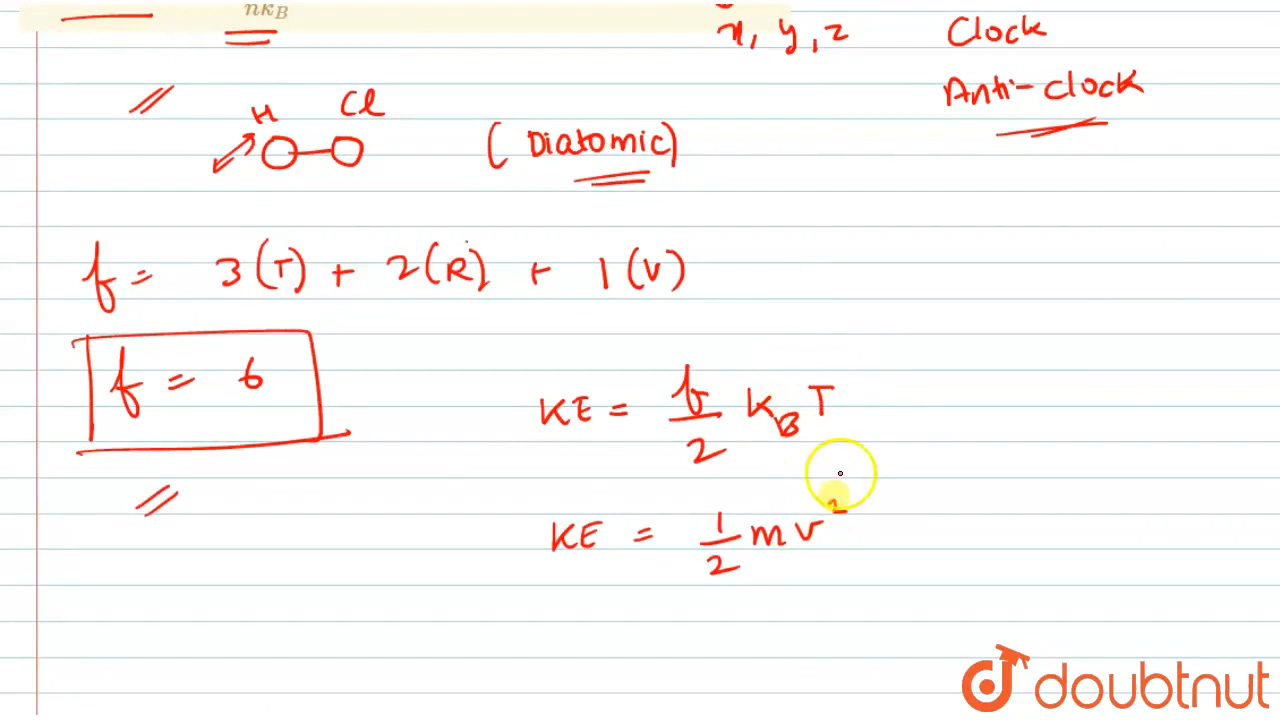 nk_B
x, y, z Clock
Anti-clock
H Cl
(Diatomic)
f = 3(T) + 2(R) + 1(V)
f = 6
KE = f/2 K_B T
KE = 1/2 mv²
doubtnut